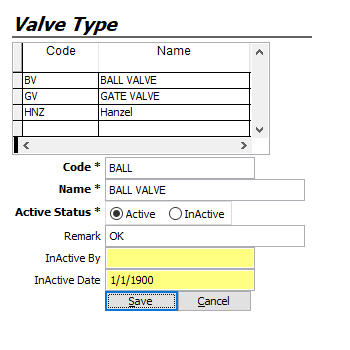 Valve Type
Code Name
BV BALL VALVE
GV GATE VALVE
HNZ Hanzel
Code * BALL
Name * BALL VALVE
Active Status * Active InActive
Remark OK
InActive By
InActive Date 1/1/1900
Save Cancel